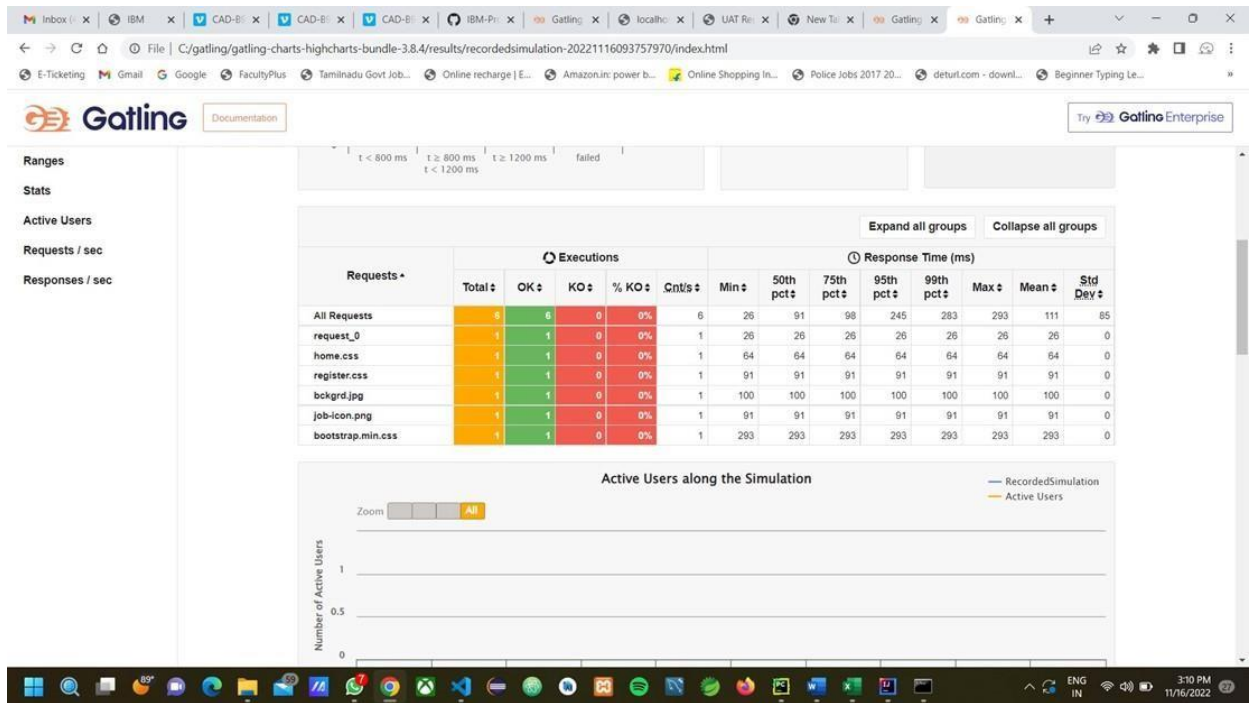 Inbox (
IBM
CAD-BE
CAD-BE
CAD-BE
IBM-Pro
Gatling
localho
UAT Rep
New Tab
Gatling
Gatling
File | C:/gatling/gatling-charts-highcharts-bundle-3.8.4/results/recordedsimulation-20221116093757970/index.html
E-Ticketing Gmail Google FacultyPlus Tamilnadu Govt Job... Online recharge | E... Amazon.in: power b... Online Shopping In... Police Jobs 2017 20... deturl.com - downl... Beginner Typing Le... »
Gatling Documentation Try Gatling Enterprise
Ranges
Stats
Active Users
Requests / sec
Responses / sec
t < 800 ms t ≥ 800 ms t ≥ 1200 ms failed
t < 1200 ms
Expand all groups Collapse all groups
Executions Response Time (ms)
Requests Total OK KO % KO Cnt/s Min 50th pct 75th pct 95th pct 99th pct Max Mean Std Dev
All Requests 6 6 0 0% 6 26 91 98 245 283 293 111 85
request_0 1 1 0 0% 1 26 26 26 26 26 26 26 0
home.css 1 1 0 0% 1 64 64 64 64 64 64 64 0
register.css 1 1 0 0% 1 91 91 91 91 91 91 91 0
bckgrd.jpg 1 1 0 0% 1 100 100 100 100 100 100 100 0
job-icon.png 1 1 0 0% 1 91 91 91 91 91 91 91 0
bootstrap.min.css 1 1 0 0% 1 293 293 293 293 293 293 293 0
Active Users along the Simulation
RecordedSimulation
Active Users
Zoom All
Number of Active Users
1
0.5
0
89°
59
7
ENG
IN
3:10 PM
11/16/2022
27